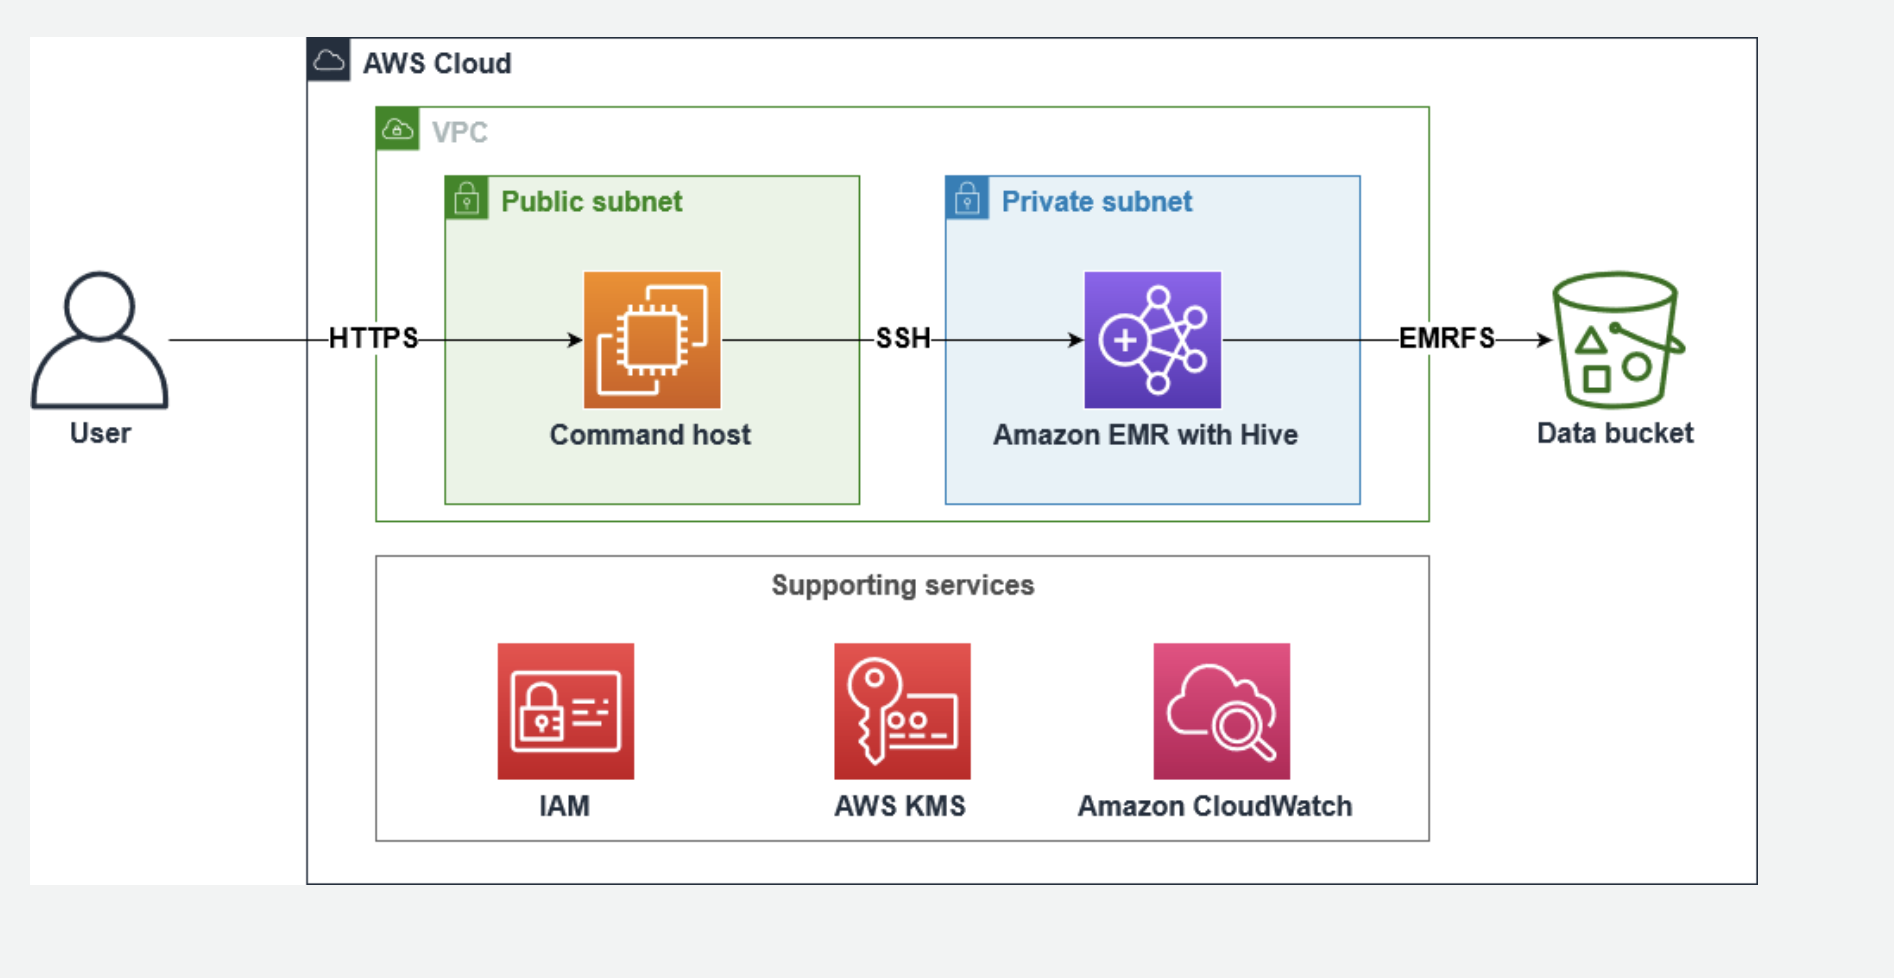 AWS Cloud
VPC
Public subnet
Private subnet
HTTPS
SSH
EMRFS
User
Command host
Amazon EMR with Hive
Data bucket
Supporting services
IAM
AWS KMS
Amazon CloudWatch